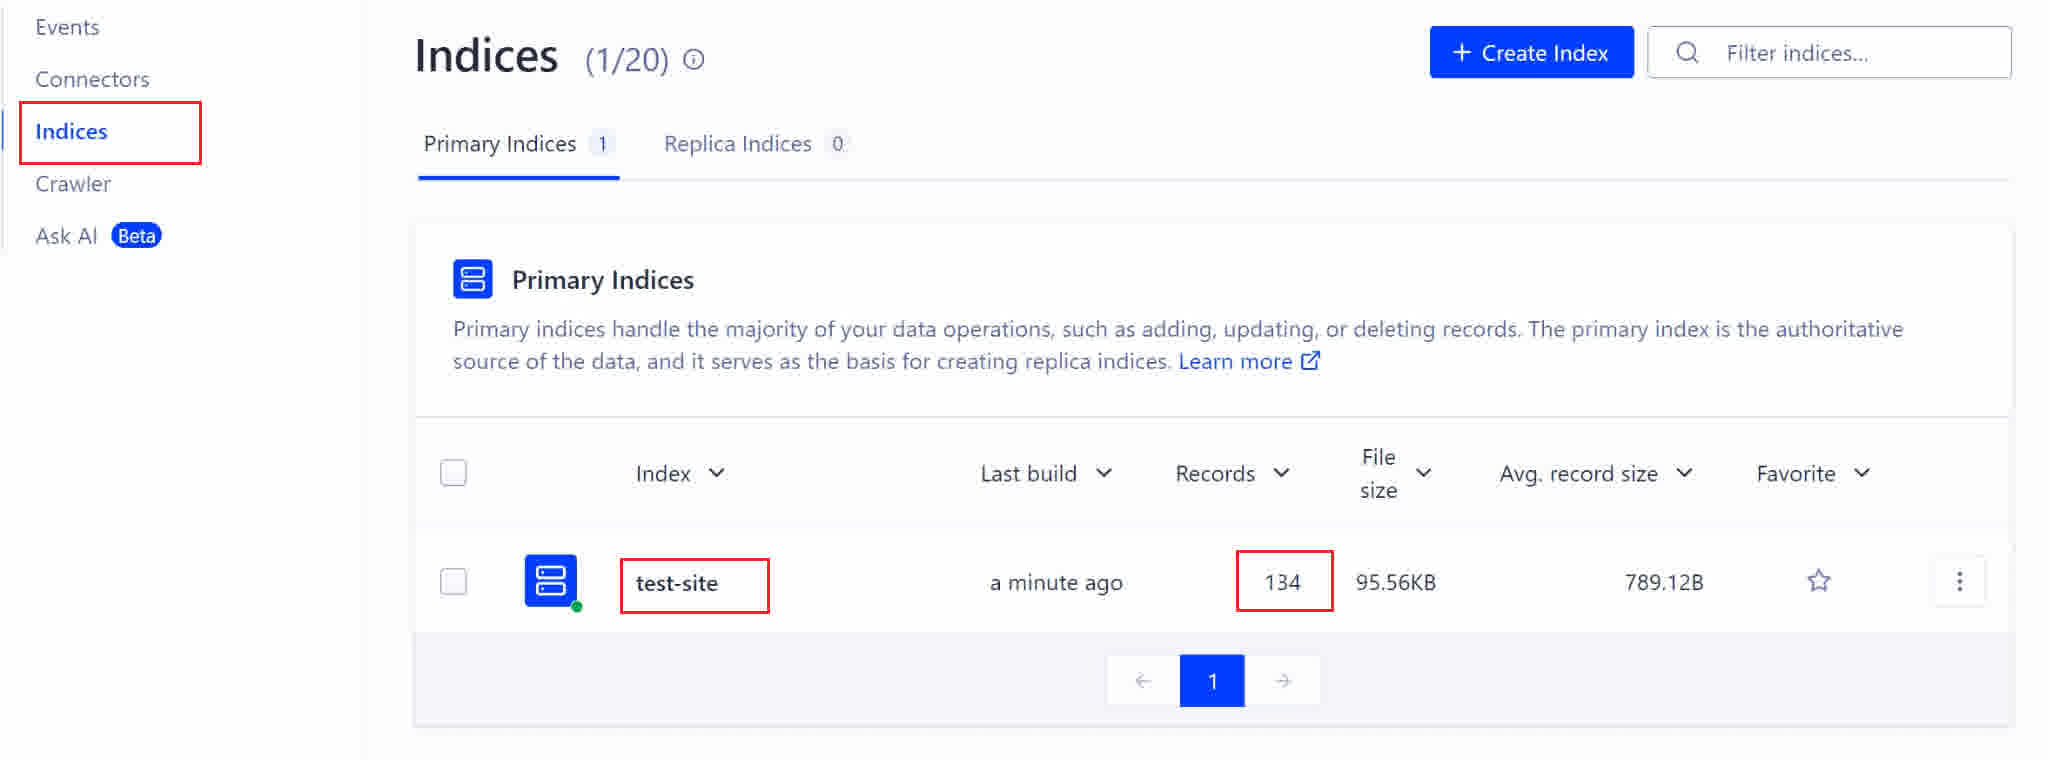 Events
Connectors
Indices
Crawler
Ask AI Beta
Indices (1/20)
+ Create Index
Filter indices...
Primary Indices 1
Replica Indices 0
Primary Indices
Primary indices handle the majority of your data operations, such as adding, updating, or deleting records. The primary index is the authoritative
source of the data, and it serves as the basis for creating replica indices. Learn more
Index Last build Records File size Avg. record size Favorite
test-site a minute ago 134 95.56KB 789.12B
1